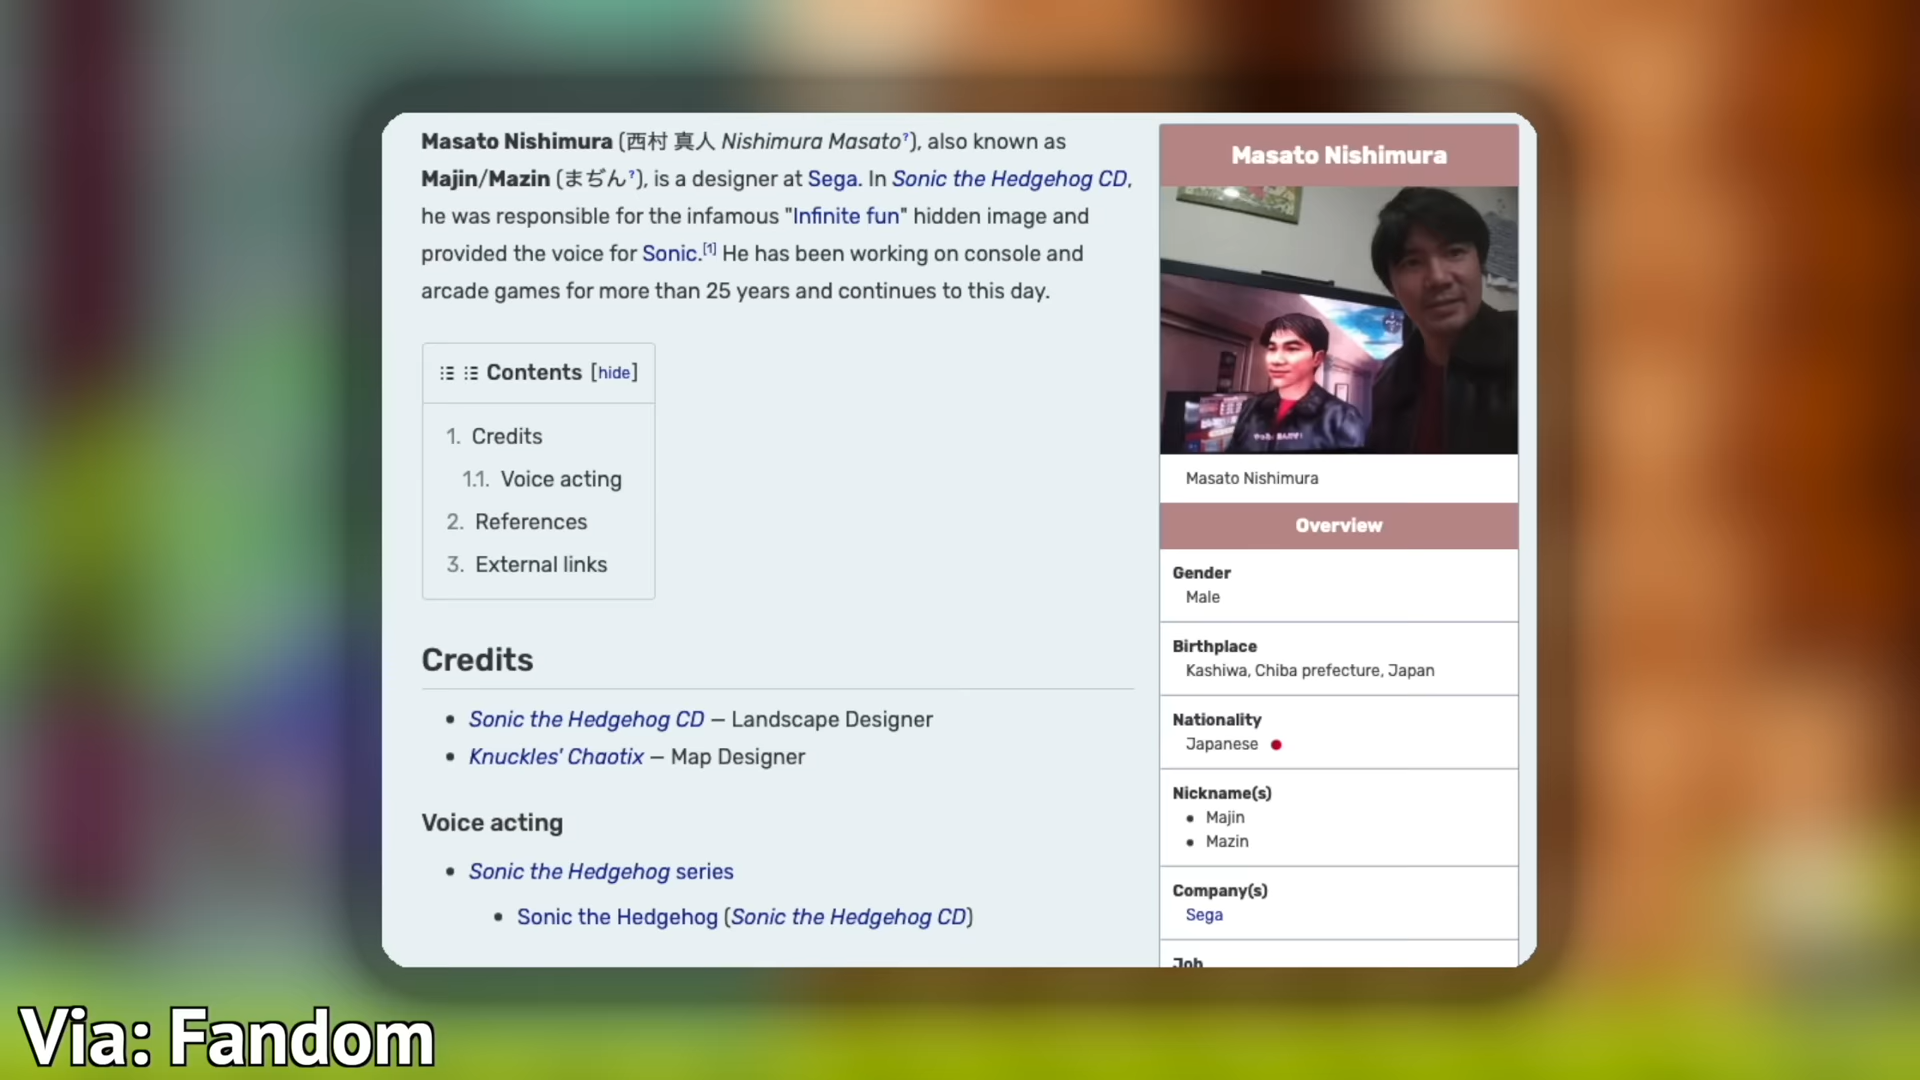 Masato Nishimura (西村 真人 Nishimura Masato?), also known as
Majin/Mazin (まぢん?), is a designer at Sega. In Sonic the Hedgehog CD,
he was responsible for the infamous "Infinite fun" hidden image and
provided the voice for Sonic.[1] He has been working on console and
arcade games for more than 25 years and continues to this day.
Contents [hide]
1. Credits
1.1. Voice acting
2. References
3. External links
Credits
• Sonic the Hedgehog CD – Landscape Designer
• Knuckles' Chaotix – Map Designer
Voice acting
• Sonic the Hedgehog series
• Sonic the Hedgehog (Sonic the Hedgehog CD)
Masato Nishimura
Masato Nishimura
Overview
Gender
Male
Birthplace
Kashiwa, Chiba prefecture, Japan
Nationality
Japanese
Nickname(s)
• Majin
• Mazin
Company(s)
Sega
Job
Via: Fandom